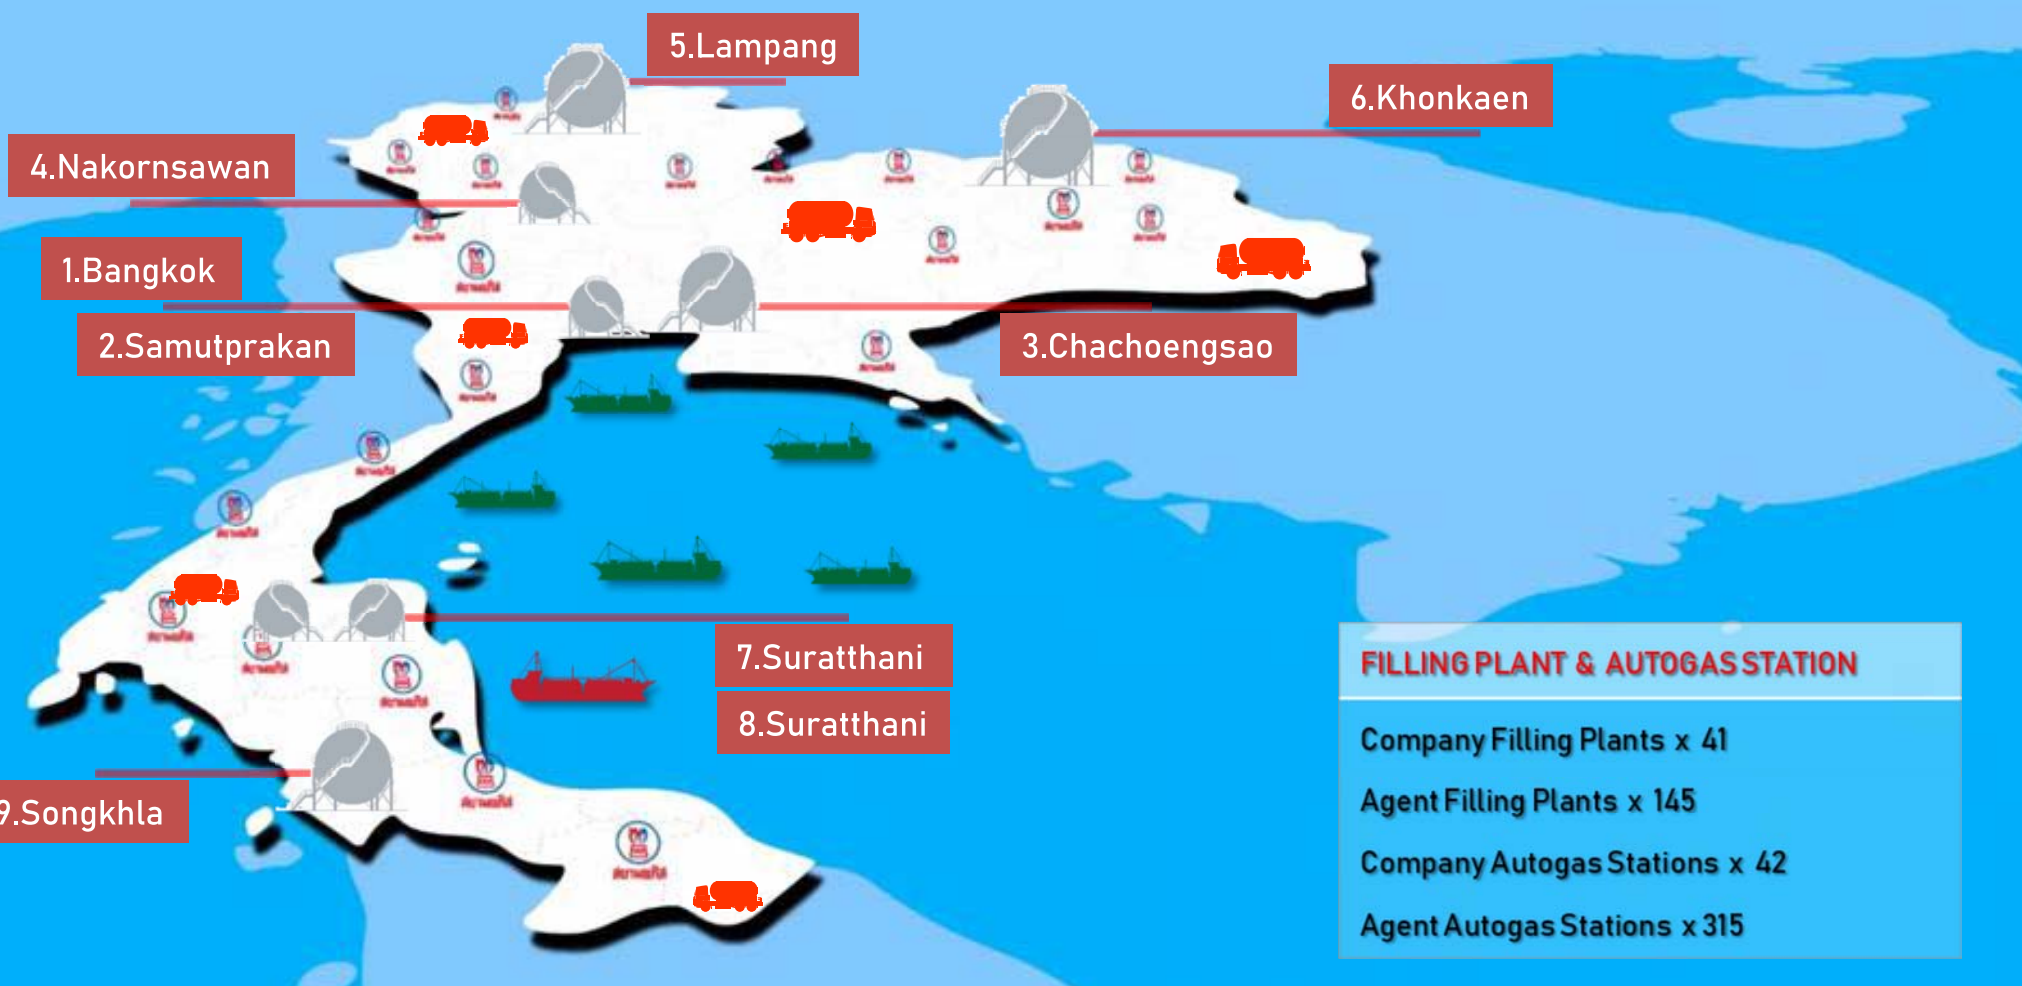 5.Lampang
6.Khonkaen
4.Nakornsawan
1.Bangkok
2.Samutprakan
3.Chachoengsao
7.Suratthani
8.Suratthani
9.Songkhla
FILLING PLANT & AUTOGAS STATION
Company Filling Plants x 41
Agent Filling Plants x 145
Company Autogas Stations x 42
Agent Autogas Stations x 315